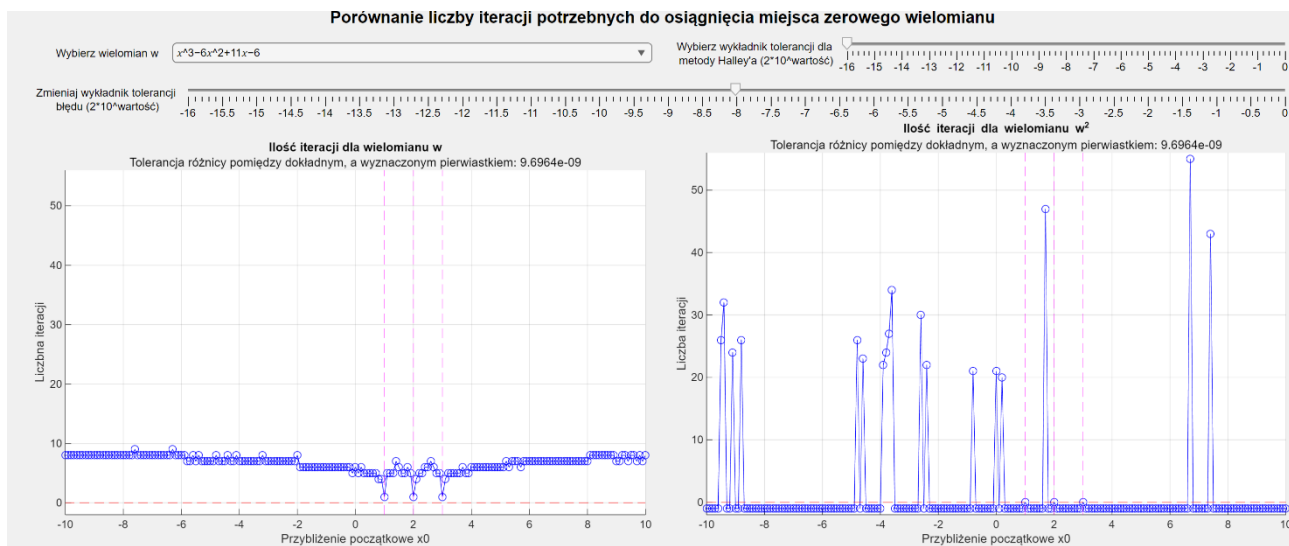 Porównanie liczby iteracji potrzebnych do osiągnięcia miejsca zerowego wielomianu
Wybierz wielomian w
x^3−6x^2+11x−6
Wybierz wykładnik tolerancji dla
metody Halley'a (2*10^wartość)
-16 -15 -14 -13 -12 -11 -10 -9 -8 -7 -6 -5 -4 -3 -2 -1 0
Zmieniaj wykładnik tolerancji
błędu (2*10^wartość)
-16 -15.5 -15 -14.5 -14 -13.5 -13 -12.5 -12 -11.5 -11 -10.5 -10 -9.5 -9 -8.5 -8 -7.5 -7 -6.5 -6 -5.5 -5 -4.5 -4 -3.5 -3 -2.5 -2 -1.5 -1 -0.5 0
Ilość iteracji dla wielomianu w
Tolerancja różnicy pomiędzy dokładnym, a wyznaczonym pierwiastkiem: 9.6964e-09
50
40
30
20
10
0
Liczbna iteracji
-10 -8 -6 -4 -2 0 2 4 6 8 10
Przybliżenie początkowe x0
Ilość iteracji dla wielomianu w²
Tolerancja różnicy pomiędzy dokładnym, a wyznaczonym pierwiastkiem: 9.6964e-09
50
40
30
20
10
0
Liczba iteracji
-10 -8 -6 -4 -2 0 2 4 6 8 10
Przybliżenie początkowe x0